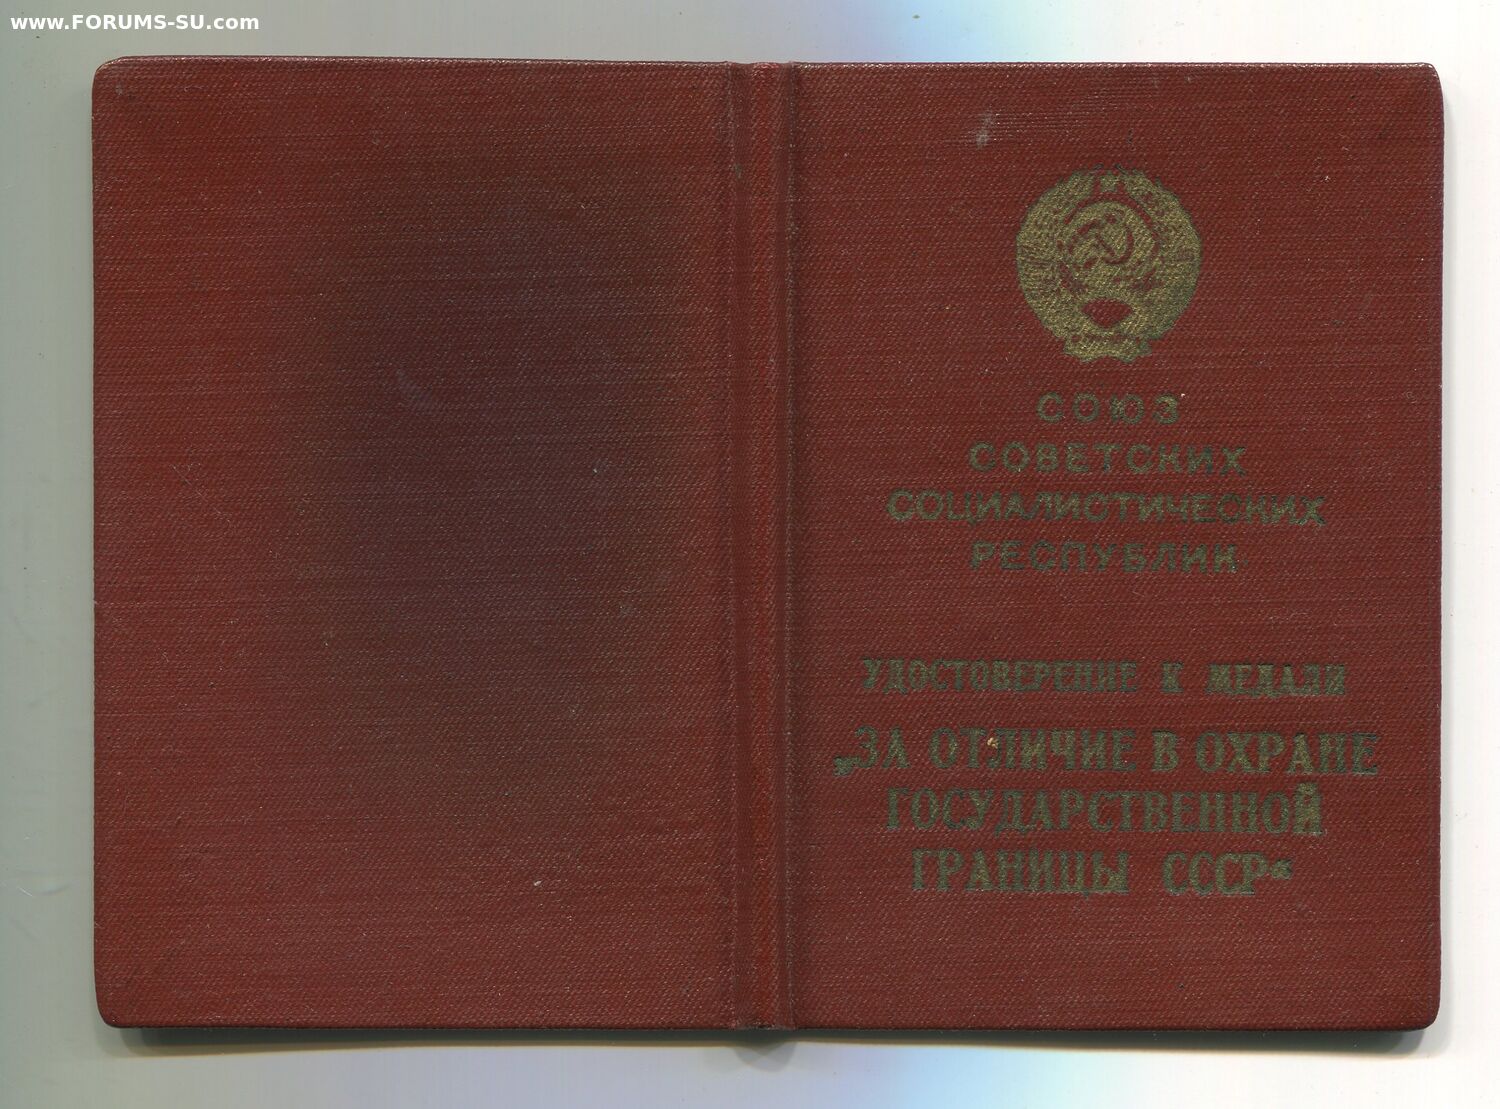 www.FORUMS-SU.com
СОЮЗ
СОВЕТСКИХ
СОЦИАЛИСТИЧЕСКИХ
РЕСПУБЛИК
УДОСТОВЕРЕНИЕ К МЕДАЛИ
„ЗА ОТЛИЧИЕ В ОХРАНЕ
ГОСУДАРСТВЕННОЙ
ГРАНИЦЫ СССР“